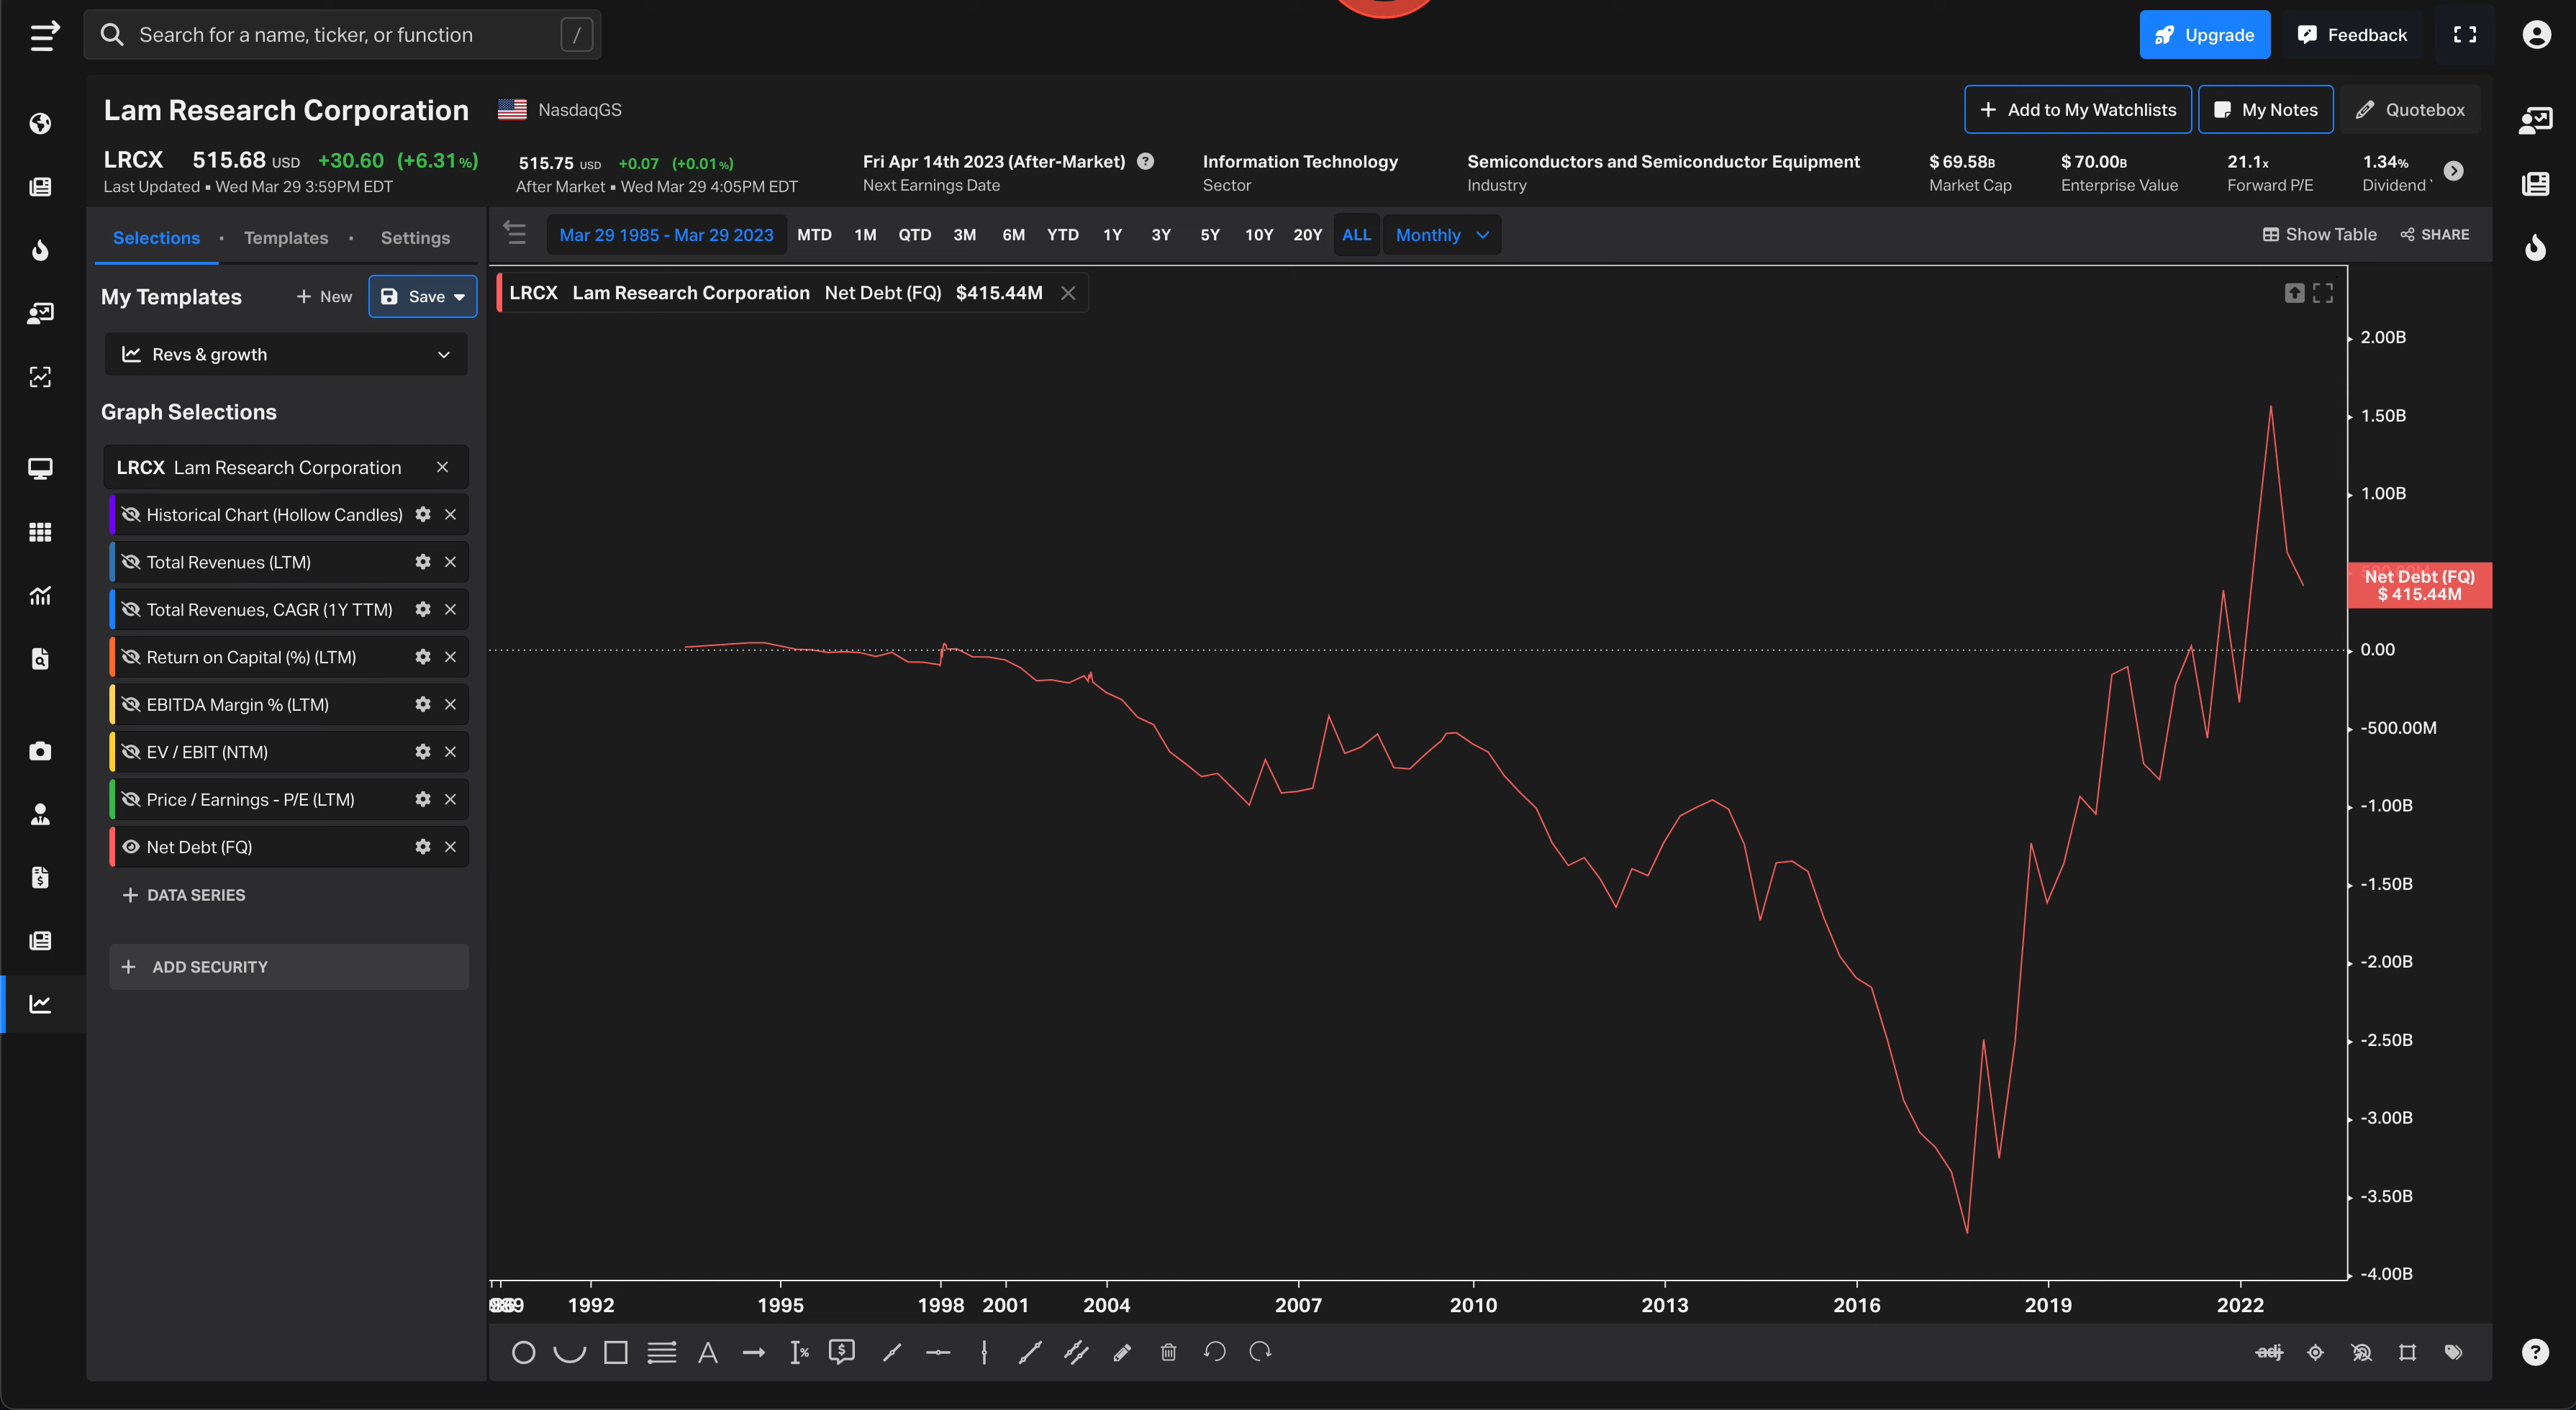 Search for a name, ticker, or function /
Upgrade
Feedback
Lam Research Corporation NasdaqGS
+ Add to My Watchlists
My Notes
Quotebox
LRCX 515.68 USD +30.60 (+6.31%)
Last Updated ▪ Wed Mar 29 3:59PM EDT
515.75 USD +0.07 (+0.01%)
After Market ▪ Wed Mar 29 4:05PM EDT
Fri Apr 14th 2023 (After-Market) ?
Next Earnings Date
Information Technology
Sector
Semiconductors and Semiconductor Equipment
Industry
$69.58B
Market Cap
$70.00B
Enterprise Value
21.1x
Forward P/E
1.34%
Dividend
Selections · Templates · Settings
Mar 29 1985 - Mar 29 2023 MTD 1M QTD 3M 6M YTD 1Y 3Y 5Y 10Y 20Y ALL Monthly
Show Table
SHARE
My Templates + New Save
Revs & growth
Graph Selections
LRCX Lam Research Corporation
Historical Chart (Hollow Candles)
Total Revenues (LTM)
Total Revenues, CAGR (1Y TTM)
Return on Capital (%) (LTM)
EBITDA Margin % (LTM)
EV / EBIT (NTM)
Price / Earnings - P/E (LTM)
Net Debt (FQ)
+ DATA SERIES
+ ADD SECURITY
LRCX Lam Research Corporation Net Debt (FQ) $415.44M
2.00B
1.50B
1.00B
Net Debt (FQ)
$ 415.44M
0.00
-500.00M
-1.00B
-1.50B
-2.00B
-2.50B
-3.00B
-3.50B
-4.00B
1992 1995 1998 2001 2004 2007 2010 2013 2016 2019 2022
A
%
$
adj
?